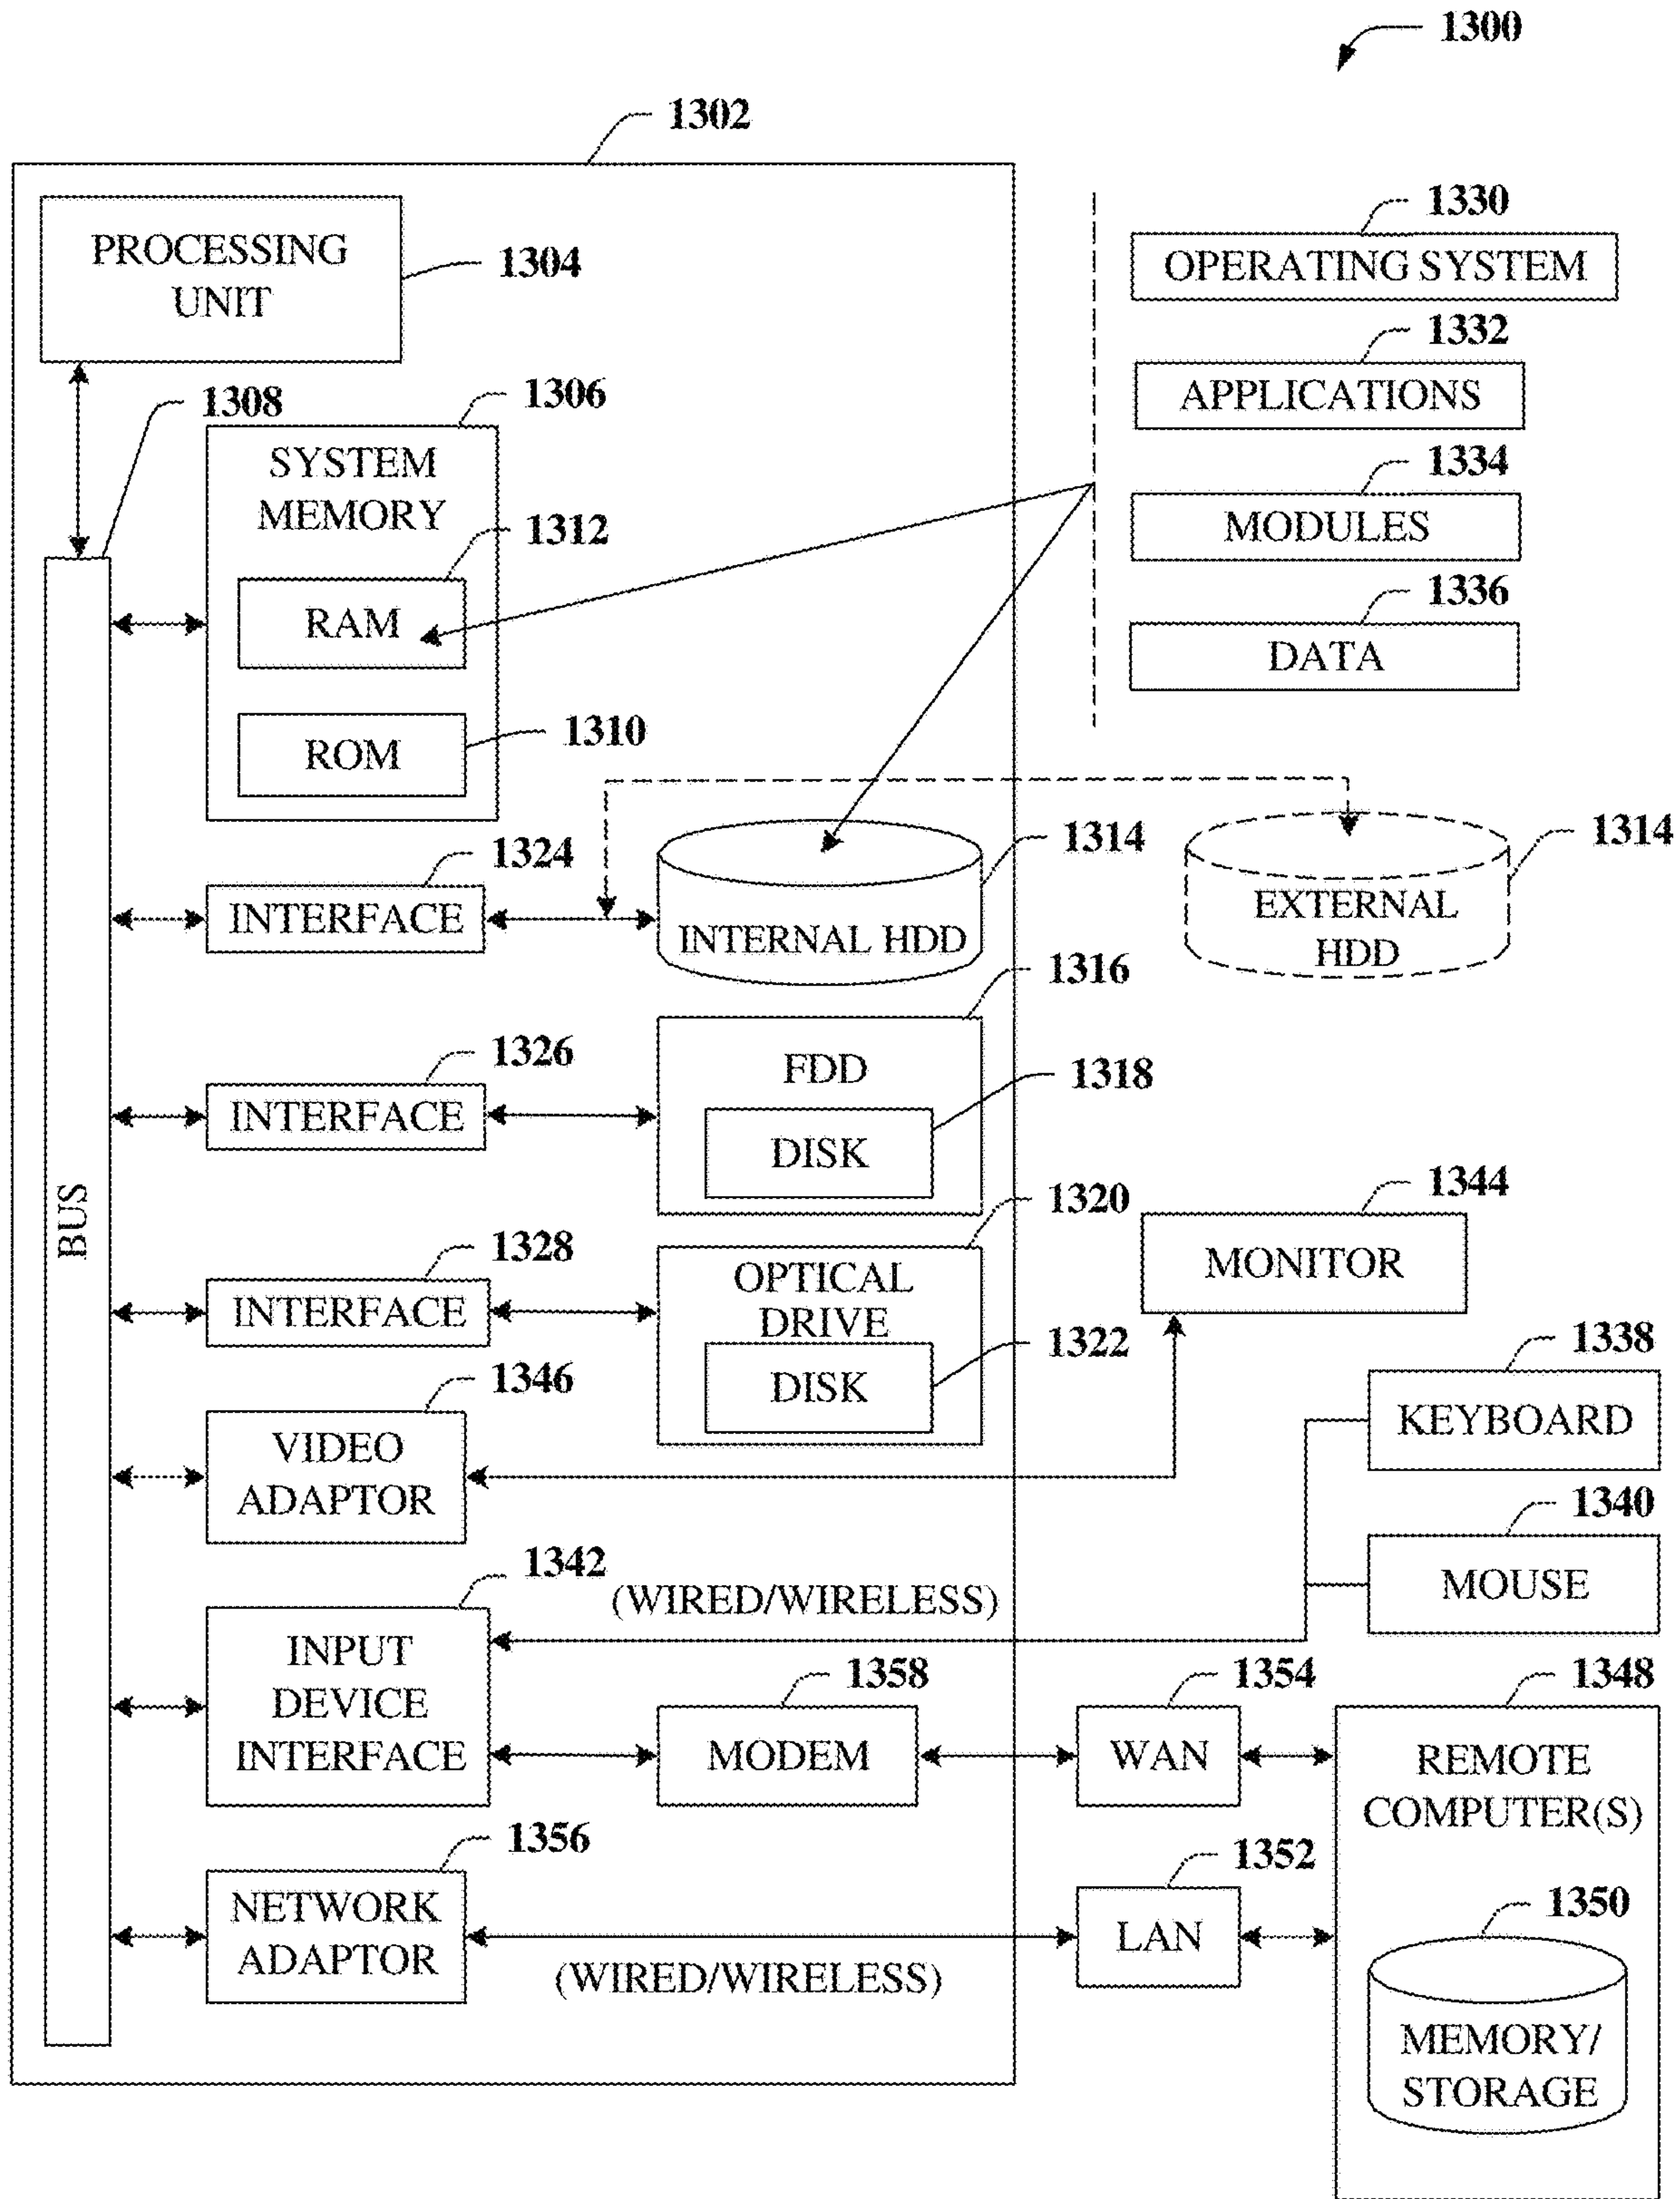 1300
1302
PROCESSING
UNIT
1304
1330
OPERATING SYSTEM
1332
APPLICATIONS
1334
MODULES
1336
DATA
1308
1306
SYSTEM
MEMORY
1312
RAM
1310
ROM
BUS
1324
INTERFACE
1314
INTERNAL HDD
1314
EXTERNAL
HDD
1326
INTERFACE
1316
FDD
1318
DISK
1328
INTERFACE
1320
OPTICAL
DRIVE
1322
DISK
1344
MONITOR
1346
VIDEO
ADAPTOR
1338
KEYBOARD
1340
MOUSE
1342
(WIRED/WIRELESS)
INPUT
DEVICE
INTERFACE
1358
MODEM
1354
WAN
1348
REMOTE
COMPUTER(S)
1356
NETWORK
ADAPTOR
(WIRED/WIRELESS)
1352
LAN
1350
MEMORY/
STORAGE